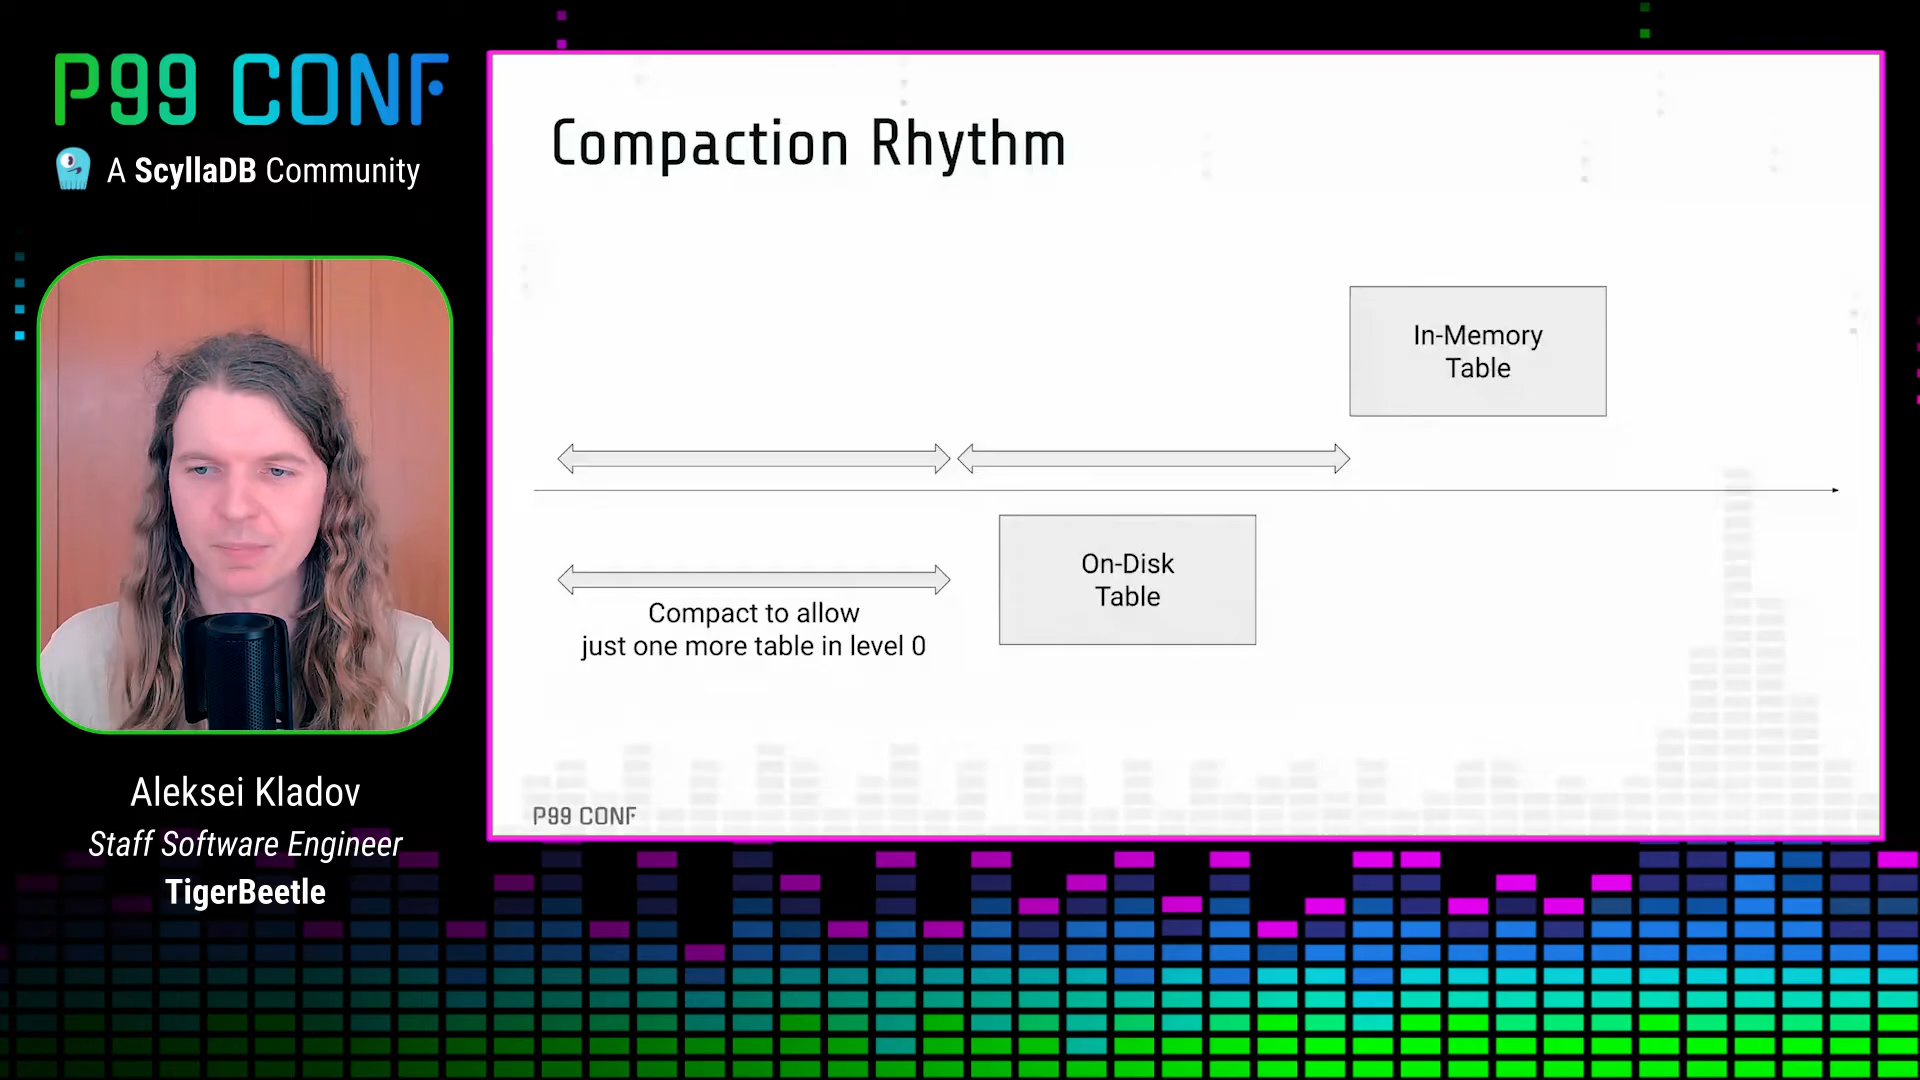 P99 CONF
A ScyllaDB Community
Aleksei Kladov
Staff Software Engineer
TigerBeetle
Compaction Rhythm
In-Memory
Table
On-Disk
Table
Compact to allow
just one more table in level 0
P99 CONF